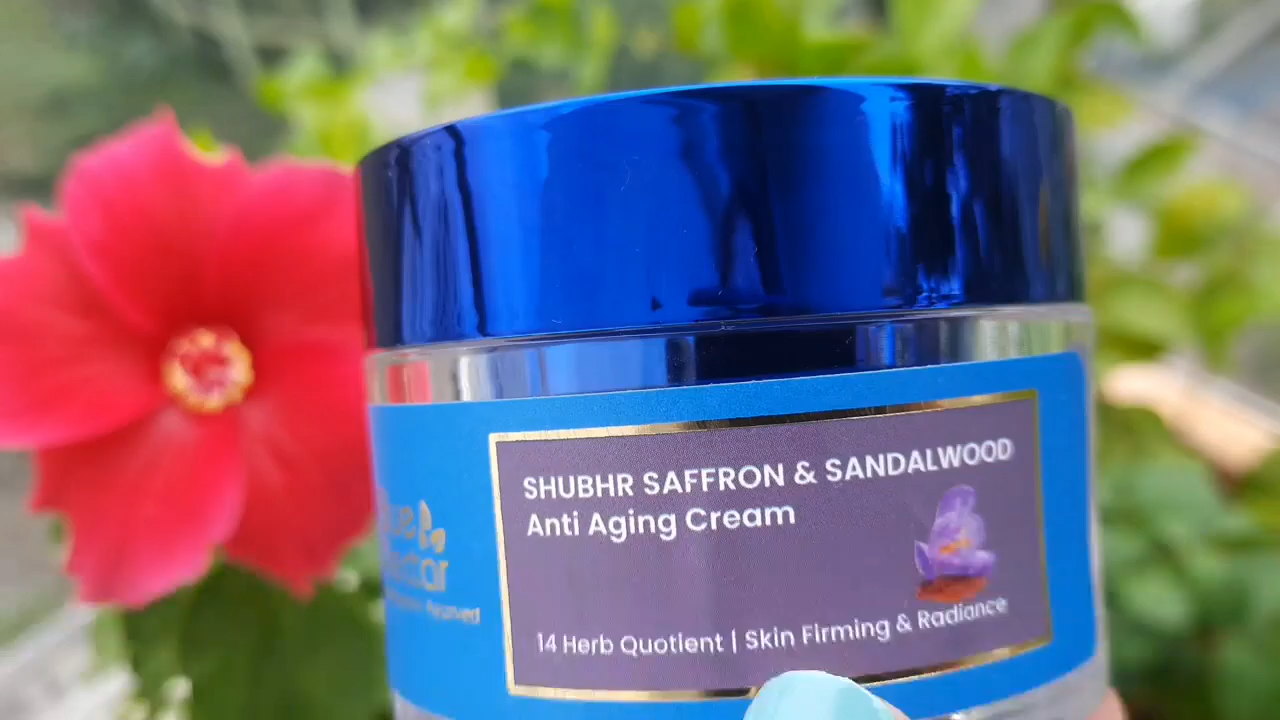 SHUBHR SAFFRON & SANDALWOOD
Anti Aging Cream
14 Herb Quotient | Skin Firming & Radiance